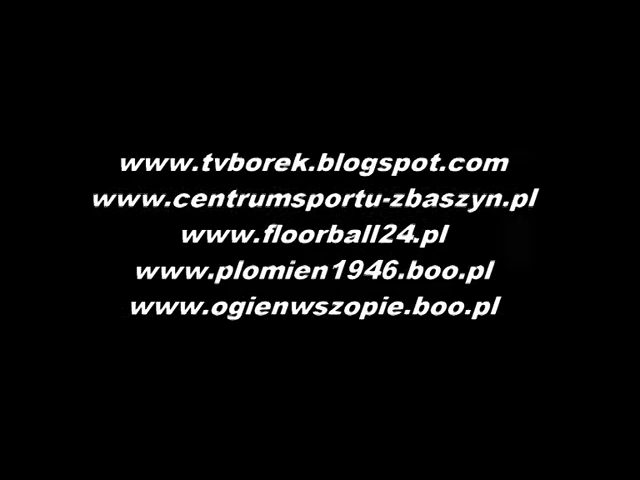 www.tvborek.blogspot.com
www.centrumsportu-zbaszyn.pl
www.floorball24.pl
www.plomien1946.boo.pl
www.ogienwszopie.boo.pl